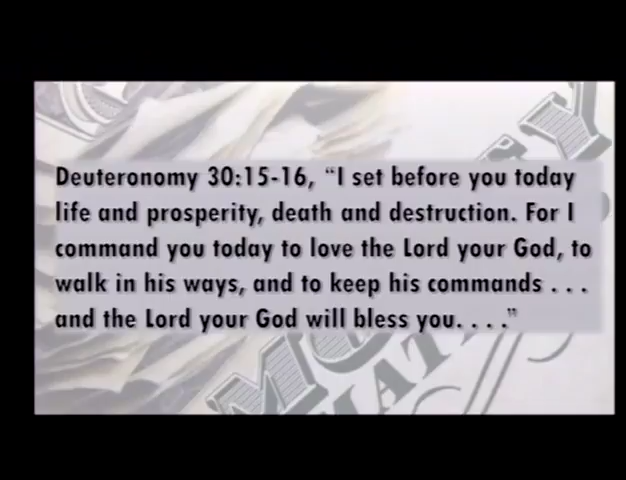 Deuteronomy 30:15-16, “I set before you today
life and prosperity, death and destruction. For I
command you today to love the Lord your God, to
walk in his ways, and to keep his commands . . .
and the Lord your God will bless you. . . .”